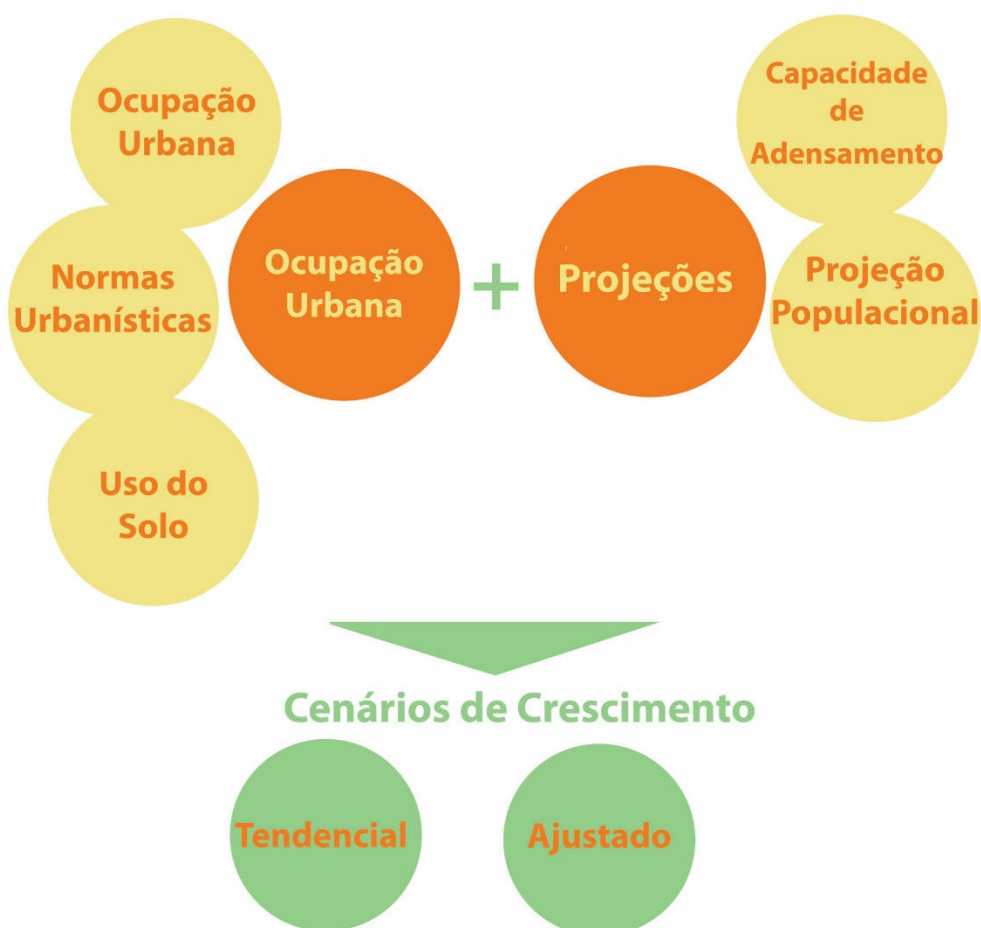 Ocupação
Urbana
Normas
Urbanísticas
Uso do
Solo
Ocupação
Urbana
+
Projeções
Capacidade
de
Adensamento
Projeção
Populacional
Cenários de Crescimento
Tendencial
Ajustado